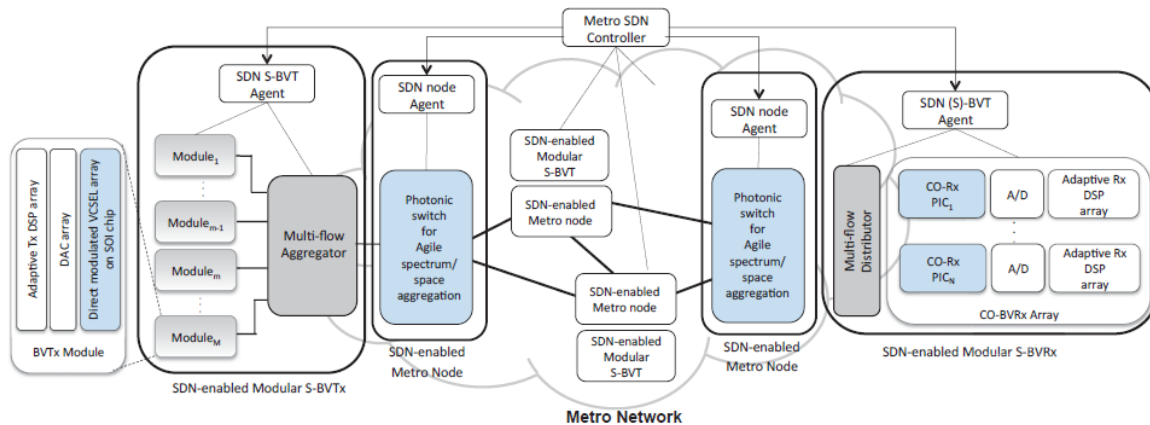 Metro SDN
Controller
SDN S-BVT
Agent
SDN node
Agent
SDN node
Agent
SDN (S)-BVT
Agent
Adaptive Tx DSP array
DAC array
Direct modulated VCSEL array
on SOI chip
BVTx Module
Module1
Modulem-1
Modulem
ModuleM
Multi-flow
Aggregator
SDN-enabled Modular S-BVTx
Photonic
switch
for
Agile
spectrum/
space
aggregation
SDN-enabled
Metro Node
SDN-enabled
Modular
S-BVT
SDN-enabled
Metro node
SDN-enabled
Metro node
SDN-enabled
Modular
S-BVT
Photonic
switch
for
Agile
spectrum/
space
aggregation
SDN-enabled
Metro Node
Multi-flow
Distributor
CO-Rx
PIC1
A/D
Adaptive Rx
DSP
array
CO-Rx
PICN
A/D
Adaptive Rx
DSP
array
CO-BVRx Array
SDN-enabled Modular S-BVRx
Metro Network